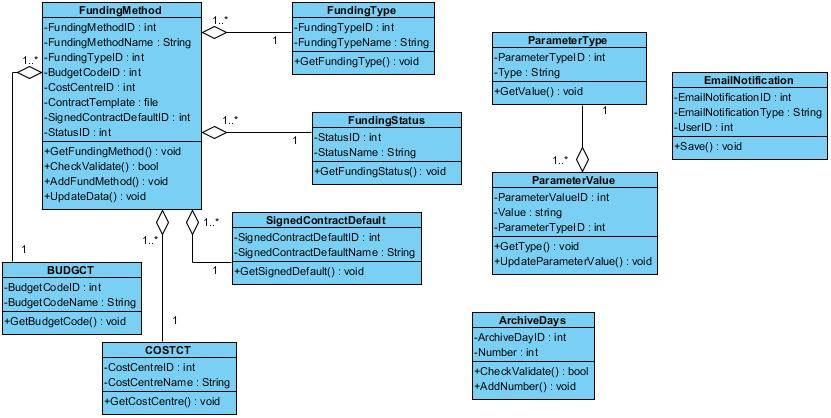 FundingMethod
-FundingMethodID : int
-FundingMethodName : String
-FundingTypeID : int
-BudgetCodeID : int
-CostCentreID : int
-ContractTemplate : file
-SignedContractDefaultID : int
-StatusID : int
+GetFundingMethod() : void
+CheckValidate() : bool
+AddFundMethod() : void
+UpdateData() : void
1..*
1
FundingType
-FundingTypeID : int
-FundingTypeName : String
+GetFundingType() : void
1..*
1
FundingStatus
-StatusID : int
-StatusName : String
+GetFundingStatus() : void
1..*
1
SignedContractDefault
-SignedContractDefaultID : int
-SignedContractDefaultName : String
+GetSignedDefault() : void
1..*
1
BUDGCT
-BudgetCodeID : int
-BudgetCodeName : String
+GetBudgetCode() : void
1..*
1
COSTCT
-CostCentreID : int
-CostCentreName : String
+GetCostCentre() : void
ParameterType
-ParameterTypeID : int
-Type : String
+GetValue() : void
1
1..*
ParameterValue
-ParameterValueID : int
-Value : string
-ParameterTypeID : int
+GetType() : void
+UpdateParameterValue() : void
EmailNotification
-EmailNotificationID : int
-EmailNotificationType : String
-UserID : int
+Save() : void
ArchiveDays
-ArchiveDayID : int
-Number : int
+CheckValidate() : bool
+AddNumber() : void